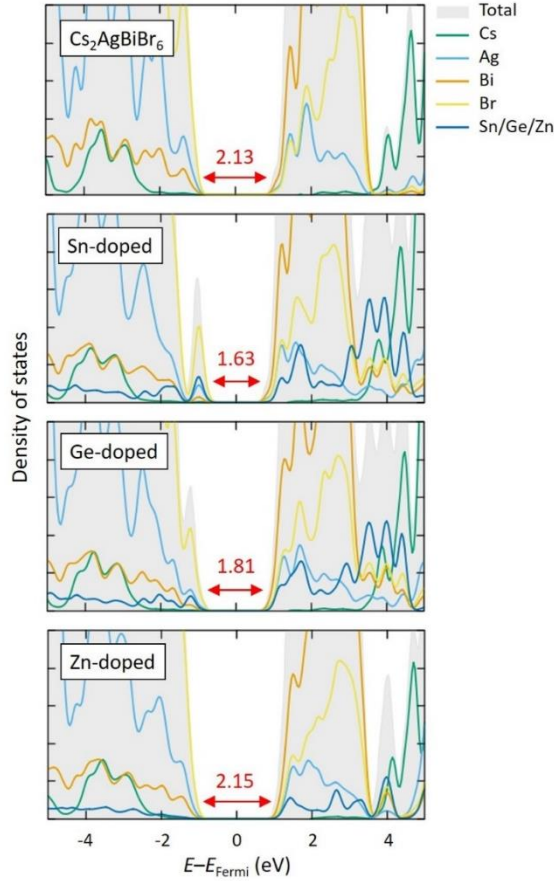 Total
Cs
Ag
Bi
Br
Sn/Ge/Zn
Cs₂AgBiBr₆
2.13
Sn-doped
1.63
Ge-doped
1.81
Zn-doped
2.15
Density of states
-4 -2 0 2 4
E–E_Fermi (eV)